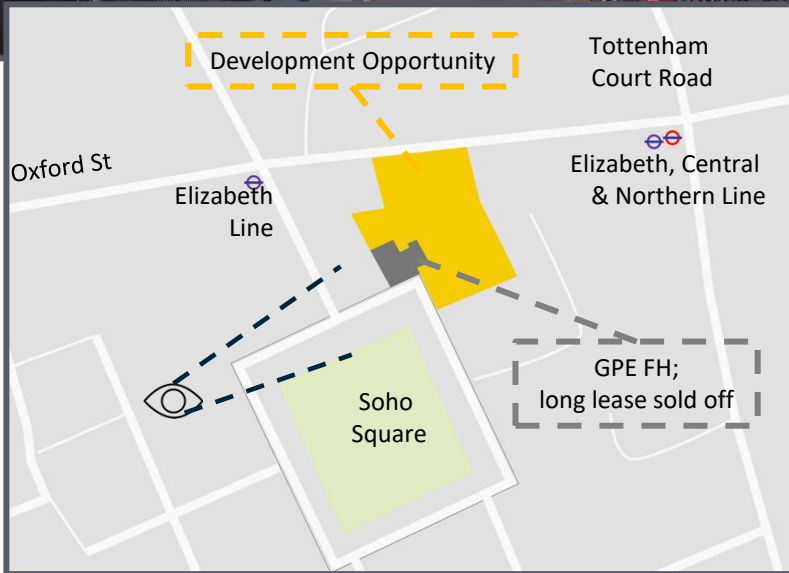 Development Opportunity
Tottenham
Court Road
Oxford St
Elizabeth
Line
Elizabeth, Central
& Northern Line
GPE FH;
long lease sold off
Soho
Square